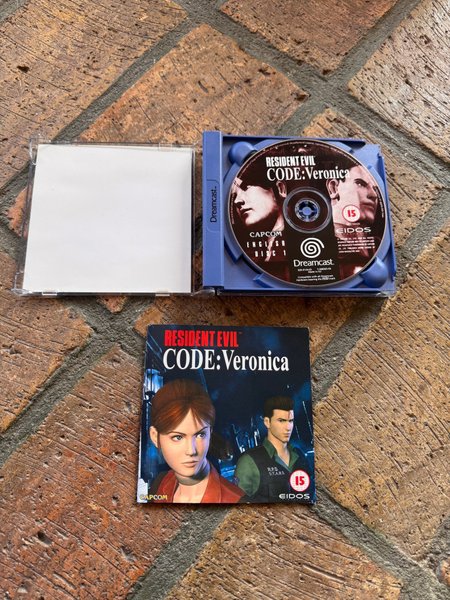 Dreamcast.
RESIDENT EVIL
CODE:Veronica
CAPCOM
ENGLISH
DISC 1
15
EIDOS
Dreamcast.
RESIDENT EVIL
CODE:Veronica
RPD
S.T.A.R.S.
15
CAPCOM
EIDOS